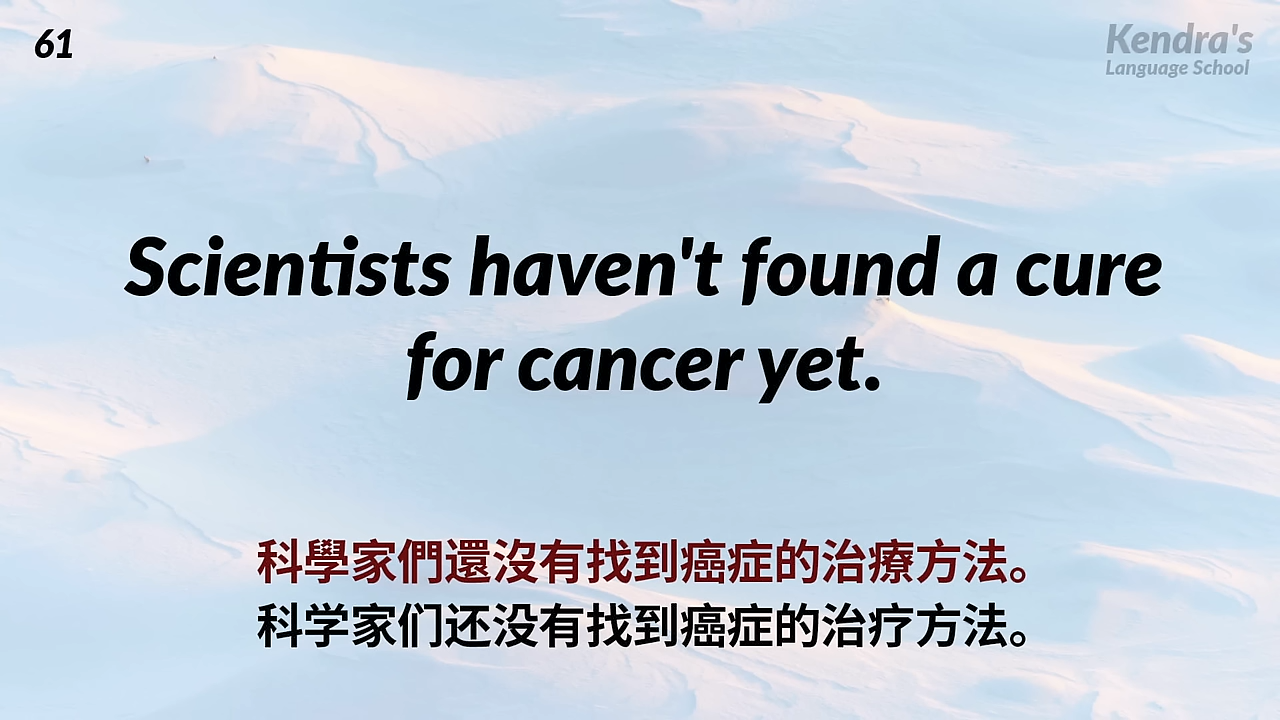 61
Kendra's
Language School
Scientists haven't found a cure
for cancer yet.
科學家們還沒有找到癌症的治療方法。
科学家们还没有找到癌症的治疗方法。